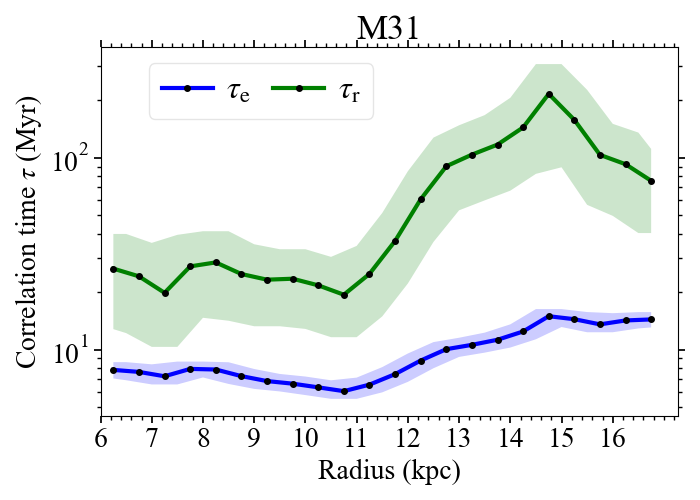 M31
τe τr
Correlation time τ (Myr)
10²
10¹
6 7 8 9 10 11 12 13 14 15 16
Radius (kpc)